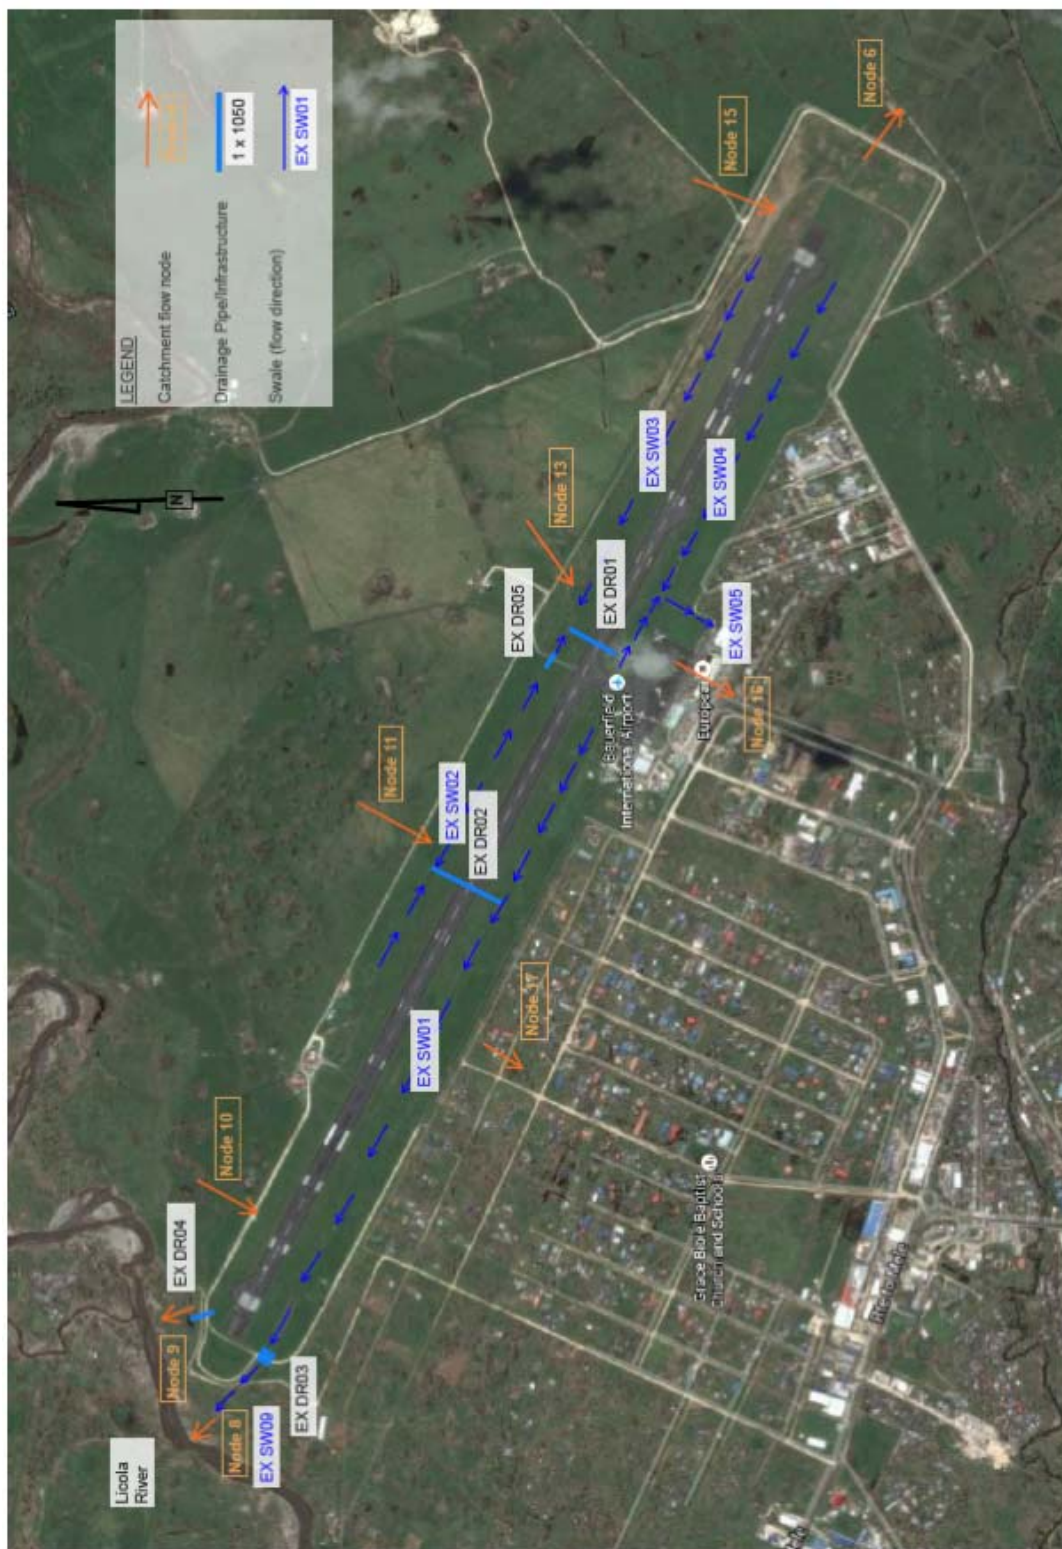 LEGEND
Catchment flow node
Drainage Pipe/Infrastructure
1 x 1050
Swale (flow direction)
EX SW01
N
Licola
River
Node 8
EX SW09
Node 9
EX DR04
EX DR03
Node 10
EX SW01
Node 17
Node 11
EX SW02
EX DR02
EX DR05
Node 13
EX DR01
Bauerfield
International Airport
Europcar
EX SW05
Node 16
EX SW03
EX SW04
Node 15
Node 6
Grace Bible Baptist
Church and Schools